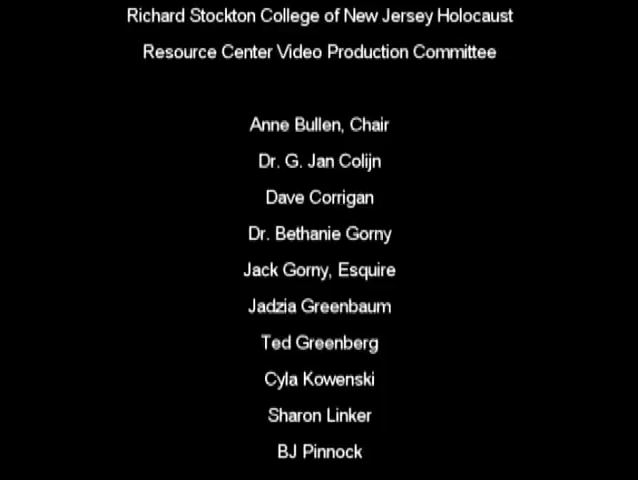 Richard Stockton College of New Jersey Holocaust
Resource Center Video Production Committee
Anne Bullen, Chair
Dr. G. Jan Colijn
Dave Corrigan
Dr. Bethanie Gorny
Jack Gorny, Esquire
Jadzia Greenbaum
Ted Greenberg
Cyla Kowenski
Sharon Linker
BJ Pinnock